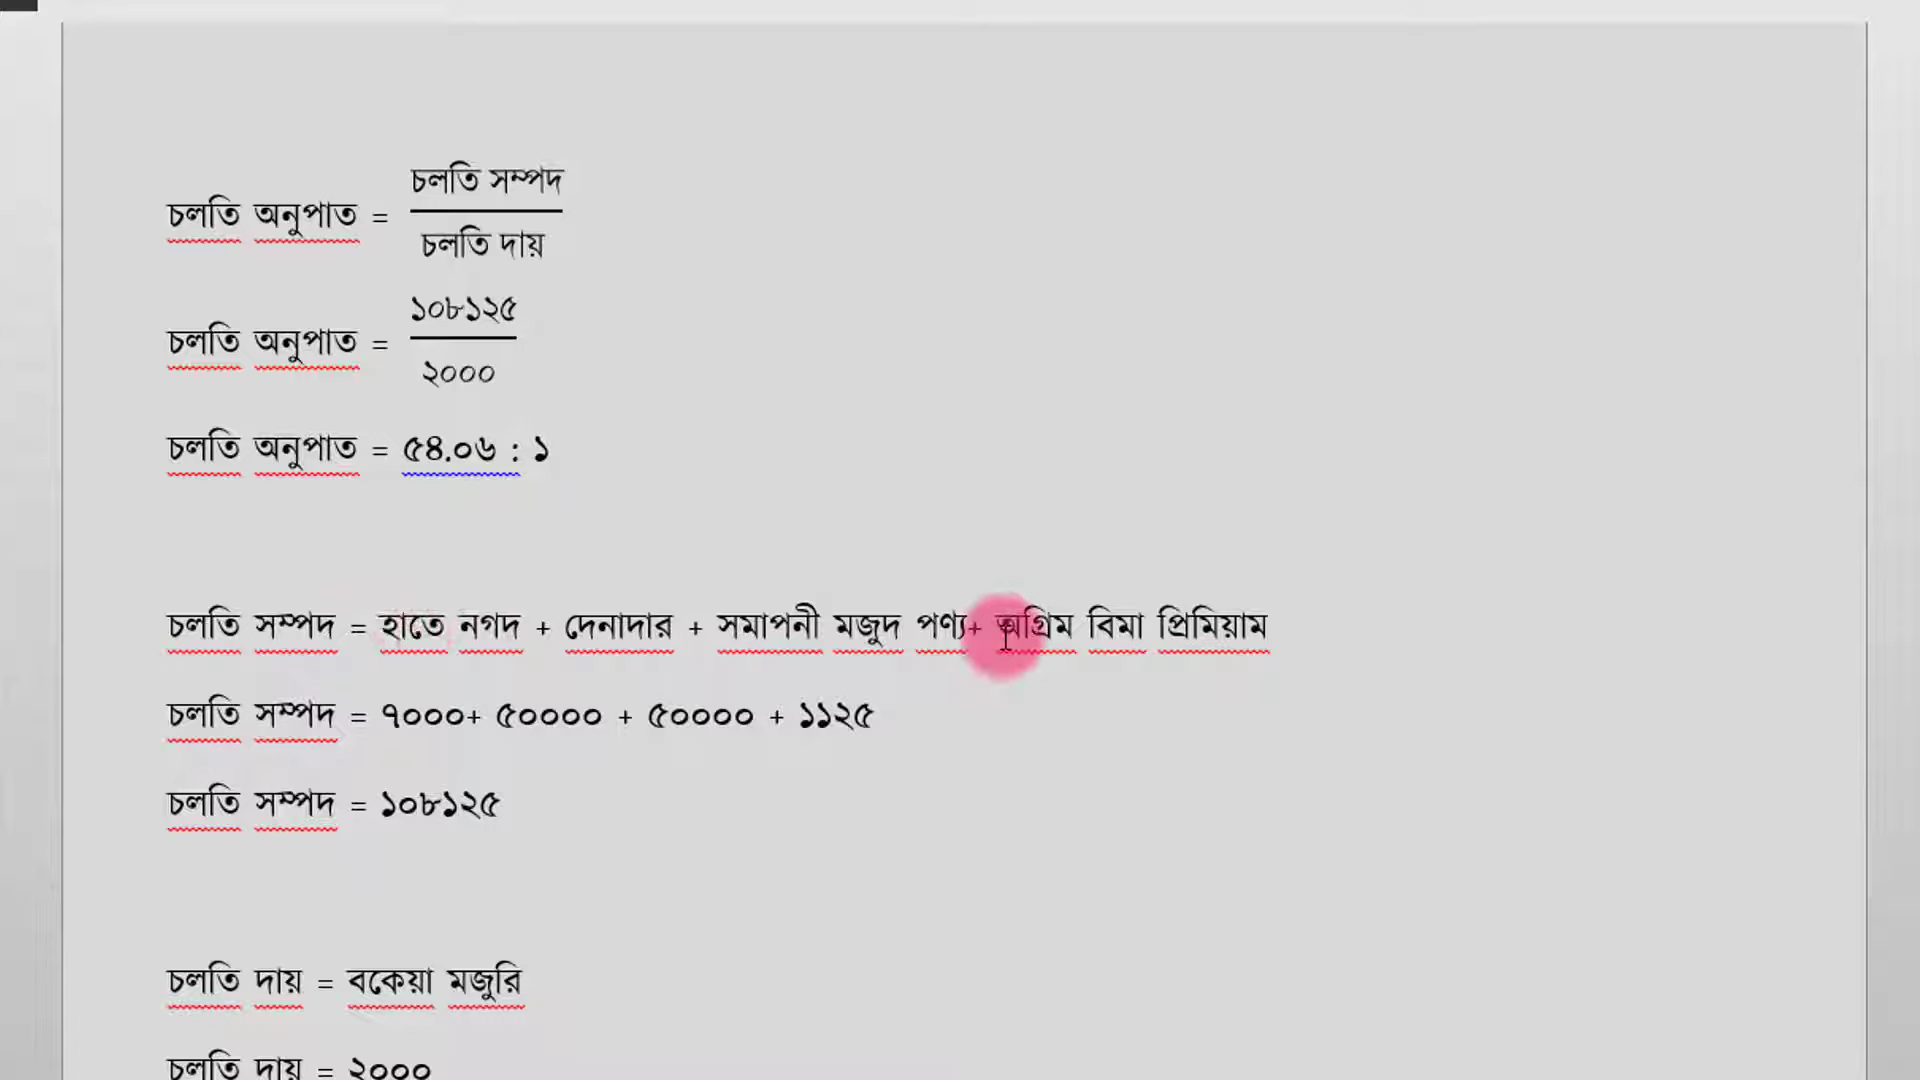 চলতি অনুপাত = চলতি সম্পদ / চলতি দায়
চলতি অনুপাত = ১০৮১২৫ / ২০০০
চলতি অনুপাত = ৫৪.০৬ : ১
চলতি সম্পদ = হাতে নগদ + দেনাদার + সমাপনী মজুদ পণ্য+ অগ্রিম বিমা প্রিমিয়াম
চলতি সম্পদ = ৭০০০+ ৫০০০০ + ৫০০০০ + ১১২৫
চলতি সম্পদ = ১০৮১২৫
চলতি দায় = বকেয়া মজুরি
চলতি দায় = ২০০০